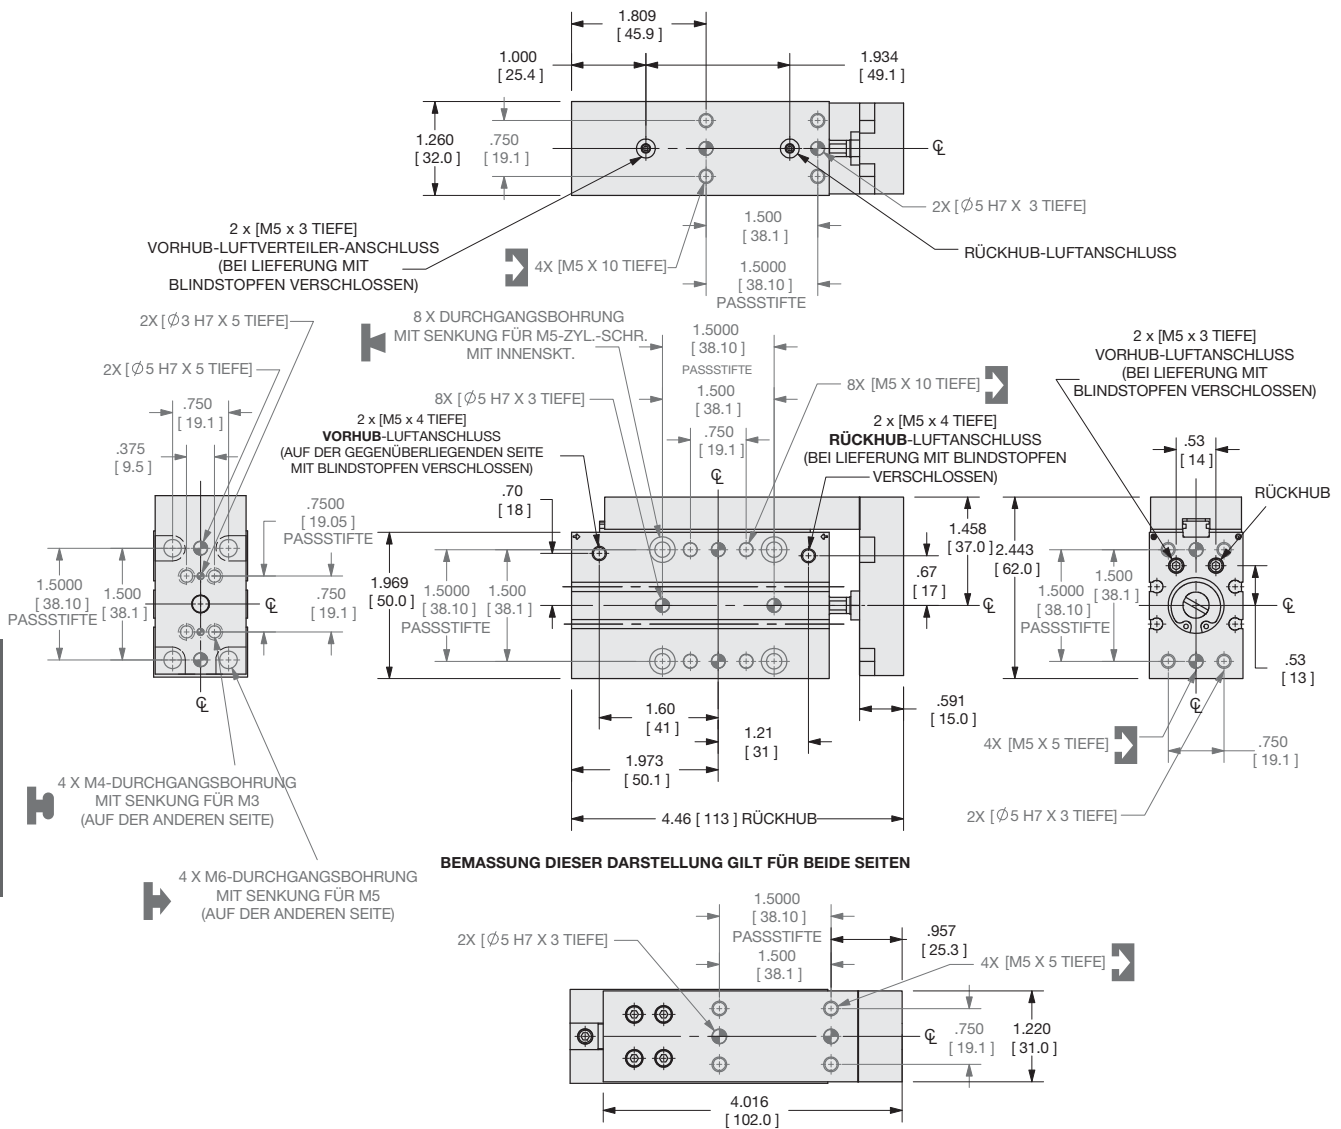 1.809
[ 45.9 ]
1.000
[ 25.4 ]
1.934
[ 49.1 ]
1.260
[ 32.0 ]
.750
[ 19.1 ]
℄
2X [∅5 H7 X 3 TIEFE]
1.500
[ 38.1 ]
RÜCKHUB-LUFTANSCHLUSS
2 x [M5 x 3 TIEFE]
VORHUB-LUFTVERTEILER-ANSCHLUSS
(BEI LIEFERUNG MIT
BLINDSTOPFEN VERSCHLOSSEN)
4X [M5 X 10 TIEFE]
1.5000
[ 38.10 ]
PASSSTIFTE
2X [∅3 H7 X 5 TIEFE]
2X [∅5 H7 X 5 TIEFE]
.750
[ 19.1 ]
.375
[ 9.5 ]
.7500
[ 19.05 ]
PASSSTIFTE
1.5000
[ 38.10 ]
PASSSTIFTE
1.500
[ 38.1 ]
℄
.750
[ 19.1 ]
℄
4 X M4-DURCHGANGSBOHRUNG
MIT SENKUNG FÜR M3
(AUF DER ANDEREN SEITE)
4 X M6-DURCHGANGSBOHRUNG
MIT SENKUNG FÜR M5
(AUF DER ANDEREN SEITE)
8 X DURCHGANGSBOHRUNG
MIT SENKUNG FÜR M5-ZYL.-SCHR.
MIT INNENSKT.
1.5000
[ 38.10 ]
PASSSTIFTE
1.500
[ 38.1 ]
.750
[ 19.1 ]
℄
8X [∅5 H7 X 3 TIEFE]
8X [M5 X 10 TIEFE]
2 x [M5 x 4 TIEFE]
VORHUB-LUFTANSCHLUSS
(AUF DER GEGENÜBERLIEGENDEN SEITE
MIT BLINDSTOPFEN VERSCHLOSSEN)
2 x [M5 x 4 TIEFE]
RÜCKHUB-LUFTANSCHLUSS
(BEI LIEFERUNG MIT BLINDSTOPFEN
VERSCHLOSSEN)
.70
[ 18 ]
1.969
[ 50.0 ]
1.5000
[ 38.10 ]
PASSSTIFTE
1.500
[ 38.1 ]
1.458
[ 37.0 ]
.67
[ 17 ]
℄
1.60
[ 41 ]
1.21
[ 31 ]
.591
[ 15.0 ]
1.973
[ 50.1 ]
4.46 [ 113 ] RÜCKHUB
BEMASSUNG DIESER DARSTELLUNG GILT FÜR BEIDE SEITEN
2 x [M5 x 3 TIEFE]
VORHUB-LUFTANSCHLUSS
(BEI LIEFERUNG MIT
BLINDSTOPFEN VERSCHLOSSEN)
.53
[ 14 ]
RÜCKHUB
2.443
[ 62.0 ]
1.5000
[ 38.10 ]
PASSSTIFTE
1.500
[ 38.1 ]
℄
.53
[ 13 ]
℄
4X [M5 X 5 TIEFE]
.750
[ 19.1 ]
2X [∅5 H7 X 3 TIEFE]
1.5000
[ 38.10 ]
PASSSTIFTE
1.500
[ 38.1 ]
2X [∅5 H7 X 3 TIEFE]
.957
[ 25.3 ]
4X [M5 X 5 TIEFE]
℄
.750
[ 19.1 ]
1.220
[ 31.0 ]
4.016
[ 102.0 ]